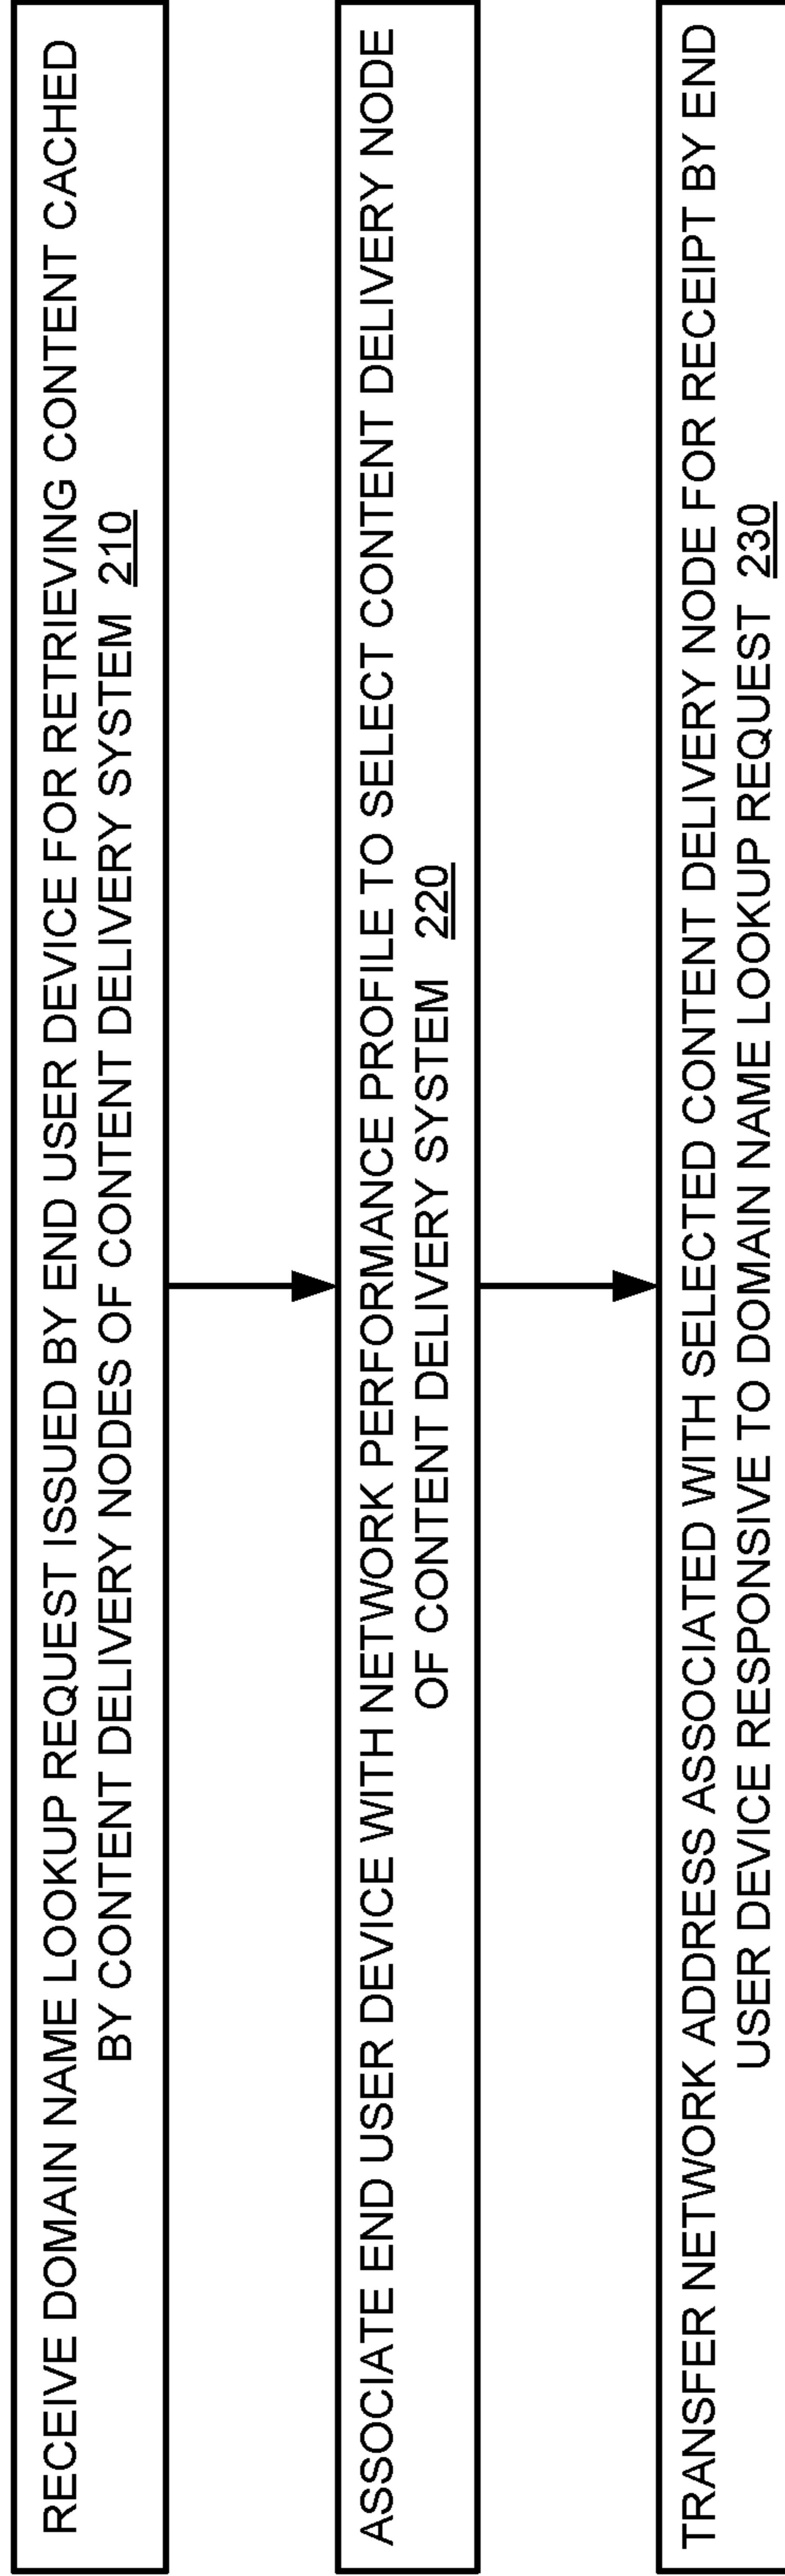 RECEIVE DOMAIN NAME LOOKUP REQUEST ISSUED BY END USER DEVICE FOR RETRIEVING CONTENT CACHED
BY CONTENT DELIVERY NODES OF CONTENT DELIVERY SYSTEM 210
ASSOCIATE END USER DEVICE WITH NETWORK PERFORMANCE PROFILE TO SELECT CONTENT DELIVERY NODE
OF CONTENT DELIVERY SYSTEM 220
TRANSFER NETWORK ADDRESS ASSOCIATED WITH SELECTED CONTENT DELIVERY NODE FOR RECEIPT BY END
USER DEVICE RESPONSIVE TO DOMAIN NAME LOOKUP REQUEST 230